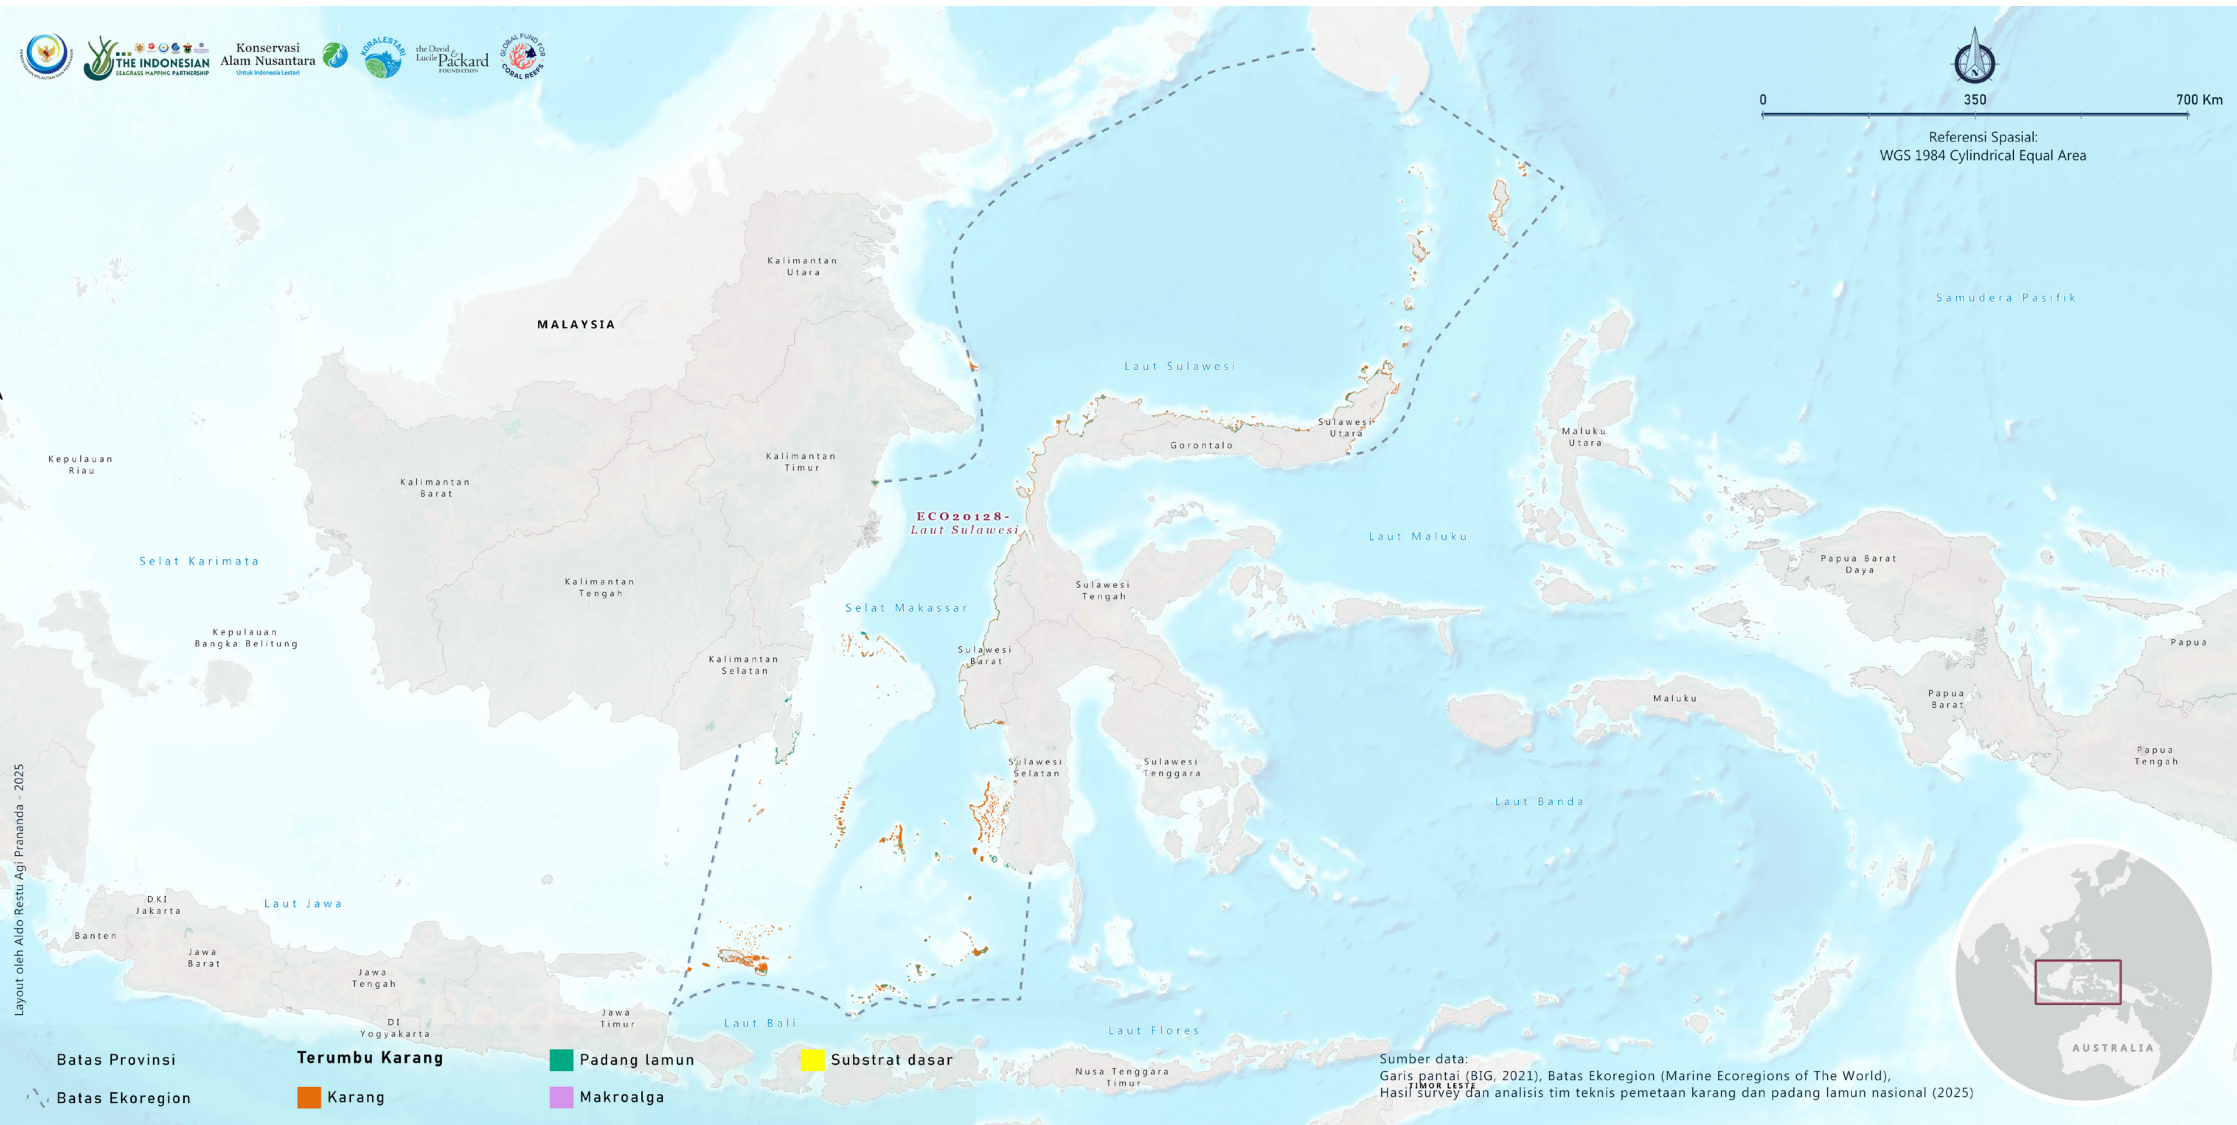 THE INDONESIAN
SEAGRASS MAPPING PARTNERSHIP
Konservasi
Alam Nusantara
Untuk Indonesia Lestari
KORALESTARI
the David &
Lucile Packard
FOUNDATION
GLOBAL FUND FOR
CORAL REEFS
N
0 350 700 Km
Referensi Spasial:
WGS 1984 Cylindrical Equal Area
Kalimantan
Utara
Samudera Pasifik
MALAYSIA
Laut Sulawesi
Sulawesi
Utara
Gorontalo
Maluku
Utara
Kepulauan
Riau
Kalimantan
Timur
Kalimantan
Barat
ECO20128-
Laut Sulawesi
Laut Maluku
Selat Karimata
Papua Barat
Daya
Kalimantan
Tengah
Sulawesi
Tengah
Selat Makassar
Kepulauan
Bangka Belitung
Papua
Sulawesi
Barat
Kalimantan
Selatan
Maluku
Papua
Barat
Papua
Tengah
Sulawesi
Selatan
Sulawesi
Tenggara
Laut Banda
Layout oleh Aldo Restu Agi Prananda - 2025
DKI
Jakarta
Laut Jawa
Banten
Jawa
Barat
Jawa
Tengah
DI
Yogyakarta
Jawa
Timur
Laut Bali
Laut Flores
Nusa Tenggara
Timur
TIMOR LESTE
AUSTRALIA
Batas Provinsi
Batas Ekoregion
Terumbu Karang
Karang
Padang lamun
Makroalga
Substrat dasar
Sumber data:
Garis pantai (BIG, 2021), Batas Ekoregion (Marine Ecoregions of The World),
Hasil survey dan analisis tim teknis pemetaan karang dan padang lamun nasional (2025)